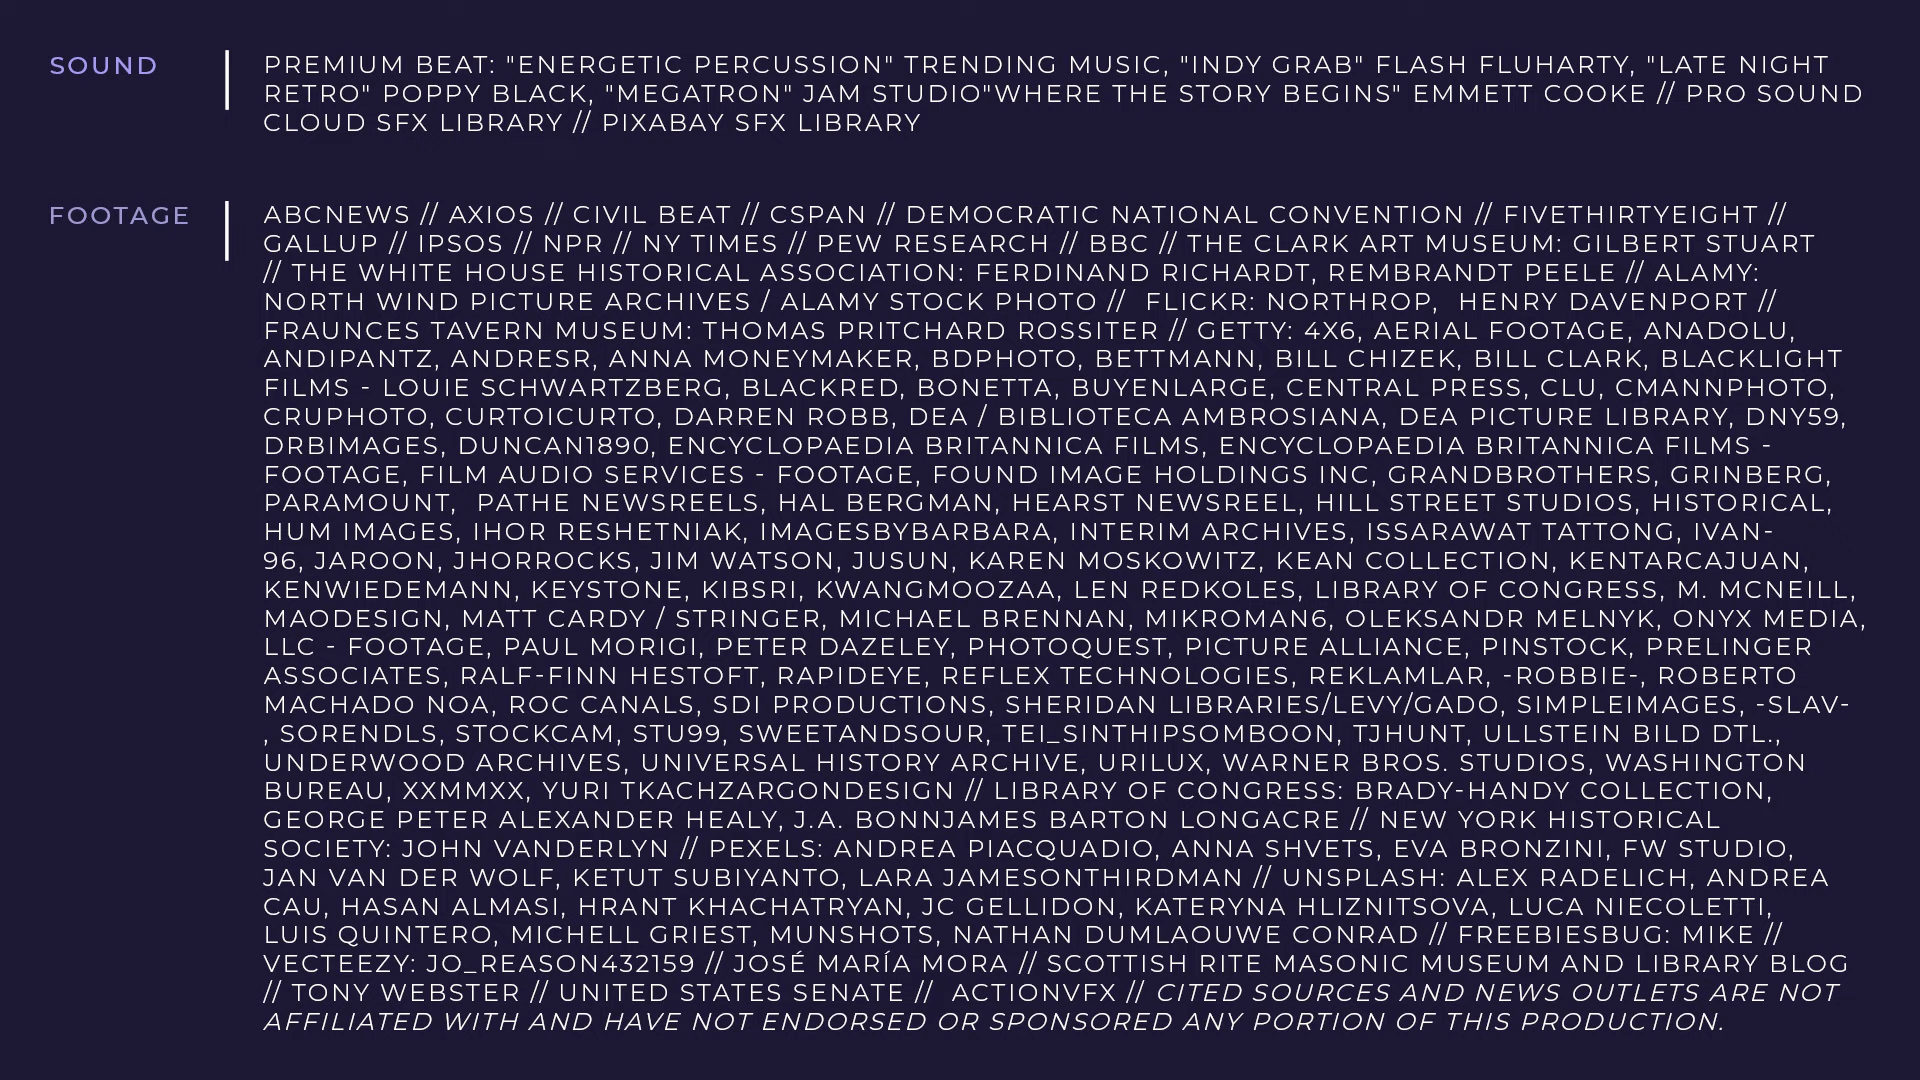 SOUND
PREMIUM BEAT: "ENERGETIC PERCUSSION" TRENDING MUSIC, "INDY GRAB" FLASH FLUHARTY, "LATE NIGHT
RETRO" POPPY BLACK, "MEGATRON" JAM STUDIO"WHERE THE STORY BEGINS" EMMETT COOKE // PRO SOUND
CLOUD SFX LIBRARY // PIXABAY SFX LIBRARY
FOOTAGE
ABCNEWS // AXIOS // CIVIL BEAT // CSPAN // DEMOCRATIC NATIONAL CONVENTION // FIVETHIRTYEIGHT //
GALLUP // IPSOS // NPR // NY TIMES // PEW RESEARCH // BBC // THE CLARK ART MUSEUM: GILBERT STUART
// THE WHITE HOUSE HISTORICAL ASSOCIATION: FERDINAND RICHARDT, REMBRANDT PEELE // ALAMY:
NORTH WIND PICTURE ARCHIVES / ALAMY STOCK PHOTO //  FLICKR: NORTHROP,  HENRY DAVENPORT //
FRAUNCES TAVERN MUSEUM: THOMAS PRITCHARD ROSSITER // GETTY: 4X6, AERIAL FOOTAGE, ANADOLU,
ANDIPANTZ, ANDRESR, ANNA MONEYMAKER, BDPHOTO, BETTMANN, BILL CHIZEK, BILL CLARK, BLACKLIGHT
FILMS - LOUIE SCHWARTZBERG, BLACKRED, BONETTA, BUYENLARGE, CENTRAL PRESS, CLU, CMANNPHOTO,
CRUPHOTO, CURTOICURTO, DARREN ROBB, DEA / BIBLIOTECA AMBROSIANA, DEA PICTURE LIBRARY, DNY59,
DRBIMAGES, DUNCAN1890, ENCYCLOPAEDIA BRITANNICA FILMS, ENCYCLOPAEDIA BRITANNICA FILMS -
FOOTAGE, FILM AUDIO SERVICES - FOOTAGE, FOUND IMAGE HOLDINGS INC, GRANDBROTHERS, GRINBERG,
PARAMOUNT,  PATHE NEWSREELS, HAL BERGMAN, HEARST NEWSREEL, HILL STREET STUDIOS, HISTORICAL,
HUM IMAGES, IHOR RESHETNIAK, IMAGESBYBARBARA, INTERIM ARCHIVES, ISSARAWAT TATTONG, IVAN-
96, JAROON, JHORROCKS, JIM WATSON, JUSUN, KAREN MOSKOWITZ, KEAN COLLECTION, KENTARCAJUAN,
KENWIEDEMANN, KEYSTONE, KIBSRI, KWANGMOOZAA, LEN REDKOLES, LIBRARY OF CONGRESS, M. MCNEILL,
MAODESIGN, MATT CARDY / STRINGER, MICHAEL BRENNAN, MIKROMAN6, OLEKSANDR MELNYK, ONYX MEDIA,
LLC - FOOTAGE, PAUL MORIGI, PETER DAZELEY, PHOTOQUEST, PICTURE ALLIANCE, PINSTOCK, PRELINGER
ASSOCIATES, RALF-FINN HESTOFT, RAPIDEYE, REFLEX TECHNOLOGIES, REKLAMLAR, -ROBBIE-, ROBERTO
MACHADO NOA, ROC CANALS, SDI PRODUCTIONS, SHERIDAN LIBRARIES/LEVY/GADO, SIMPLEIMAGES, -SLAV-
, SORENDLS, STOCKCAM, STU99, SWEETANDSOUR, TEI_SINTHIPSOMBOON, TJHUNT, ULLSTEIN BILD DTL.,
UNDERWOOD ARCHIVES, UNIVERSAL HISTORY ARCHIVE, URILUX, WARNER BROS. STUDIOS, WASHINGTON
BUREAU, XXMMXX, YURI TKACHZARGONDESIGN // LIBRARY OF CONGRESS: BRADY-HANDY COLLECTION,
GEORGE PETER ALEXANDER HEALY, J.A. BONNJAMES BARTON LONGACRE // NEW YORK HISTORICAL
SOCIETY: JOHN VANDERLYN // PEXELS: ANDREA PIACQUADIO, ANNA SHVETS, EVA BRONZINI, FW STUDIO,
JAN VAN DER WOLF, KETUT SUBIYANTO, LARA JAMESONTHIRDMAN // UNSPLASH: ALEX RADELICH, ANDREA
CAU, HASAN ALMASI, HRANT KHACHATRYAN, JC GELLIDON, KATERYNA HLIZNITSOVA, LUCA NIECOLETTI,
LUIS QUINTERO, MICHELL GRIEST, MUNSHOTS, NATHAN DUMLAOUWE CONRAD // FREEBIESBUG: MIKE //
VECTEEZY: JO_REASON432159 // JOSÉ MARÍA MORA // SCOTTISH RITE MASONIC MUSEUM AND LIBRARY BLOG
// TONY WEBSTER // UNITED STATES SENATE //  ACTIONVFX // CITED SOURCES AND NEWS OUTLETS ARE NOT
AFFILIATED WITH AND HAVE NOT ENDORSED OR SPONSORED ANY PORTION OF THIS PRODUCTION.